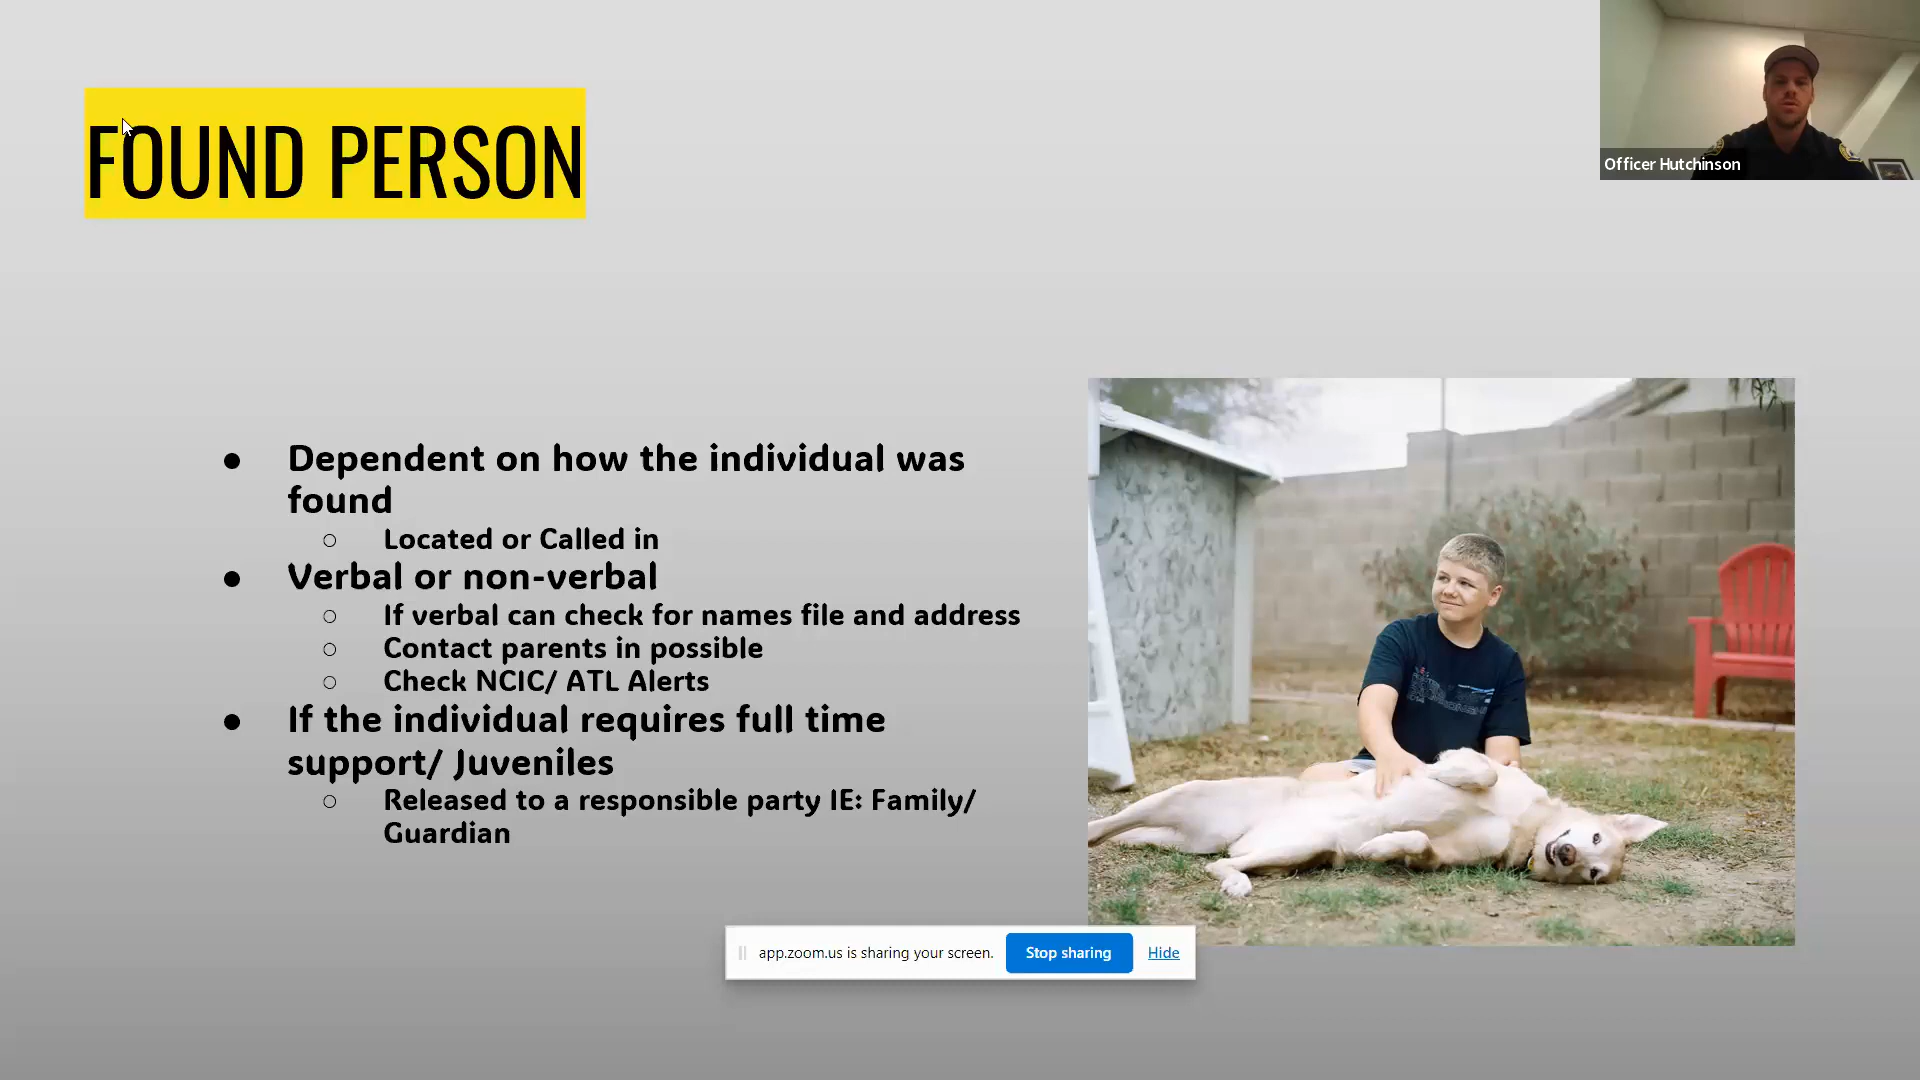 FOUND PERSON
Officer Hutchinson
● Dependent on how the individual was
found
○ Located or Called in
● Verbal or non-verbal
○ If verbal can check for names file and address
○ Contact parents in possible
○ Check NCIC/ ATL Alerts
● If the individual requires full time
support/ Juveniles
○ Released to a responsible party IE: Family/
Guardian
app.zoom.us is sharing your screen. Stop sharing Hide